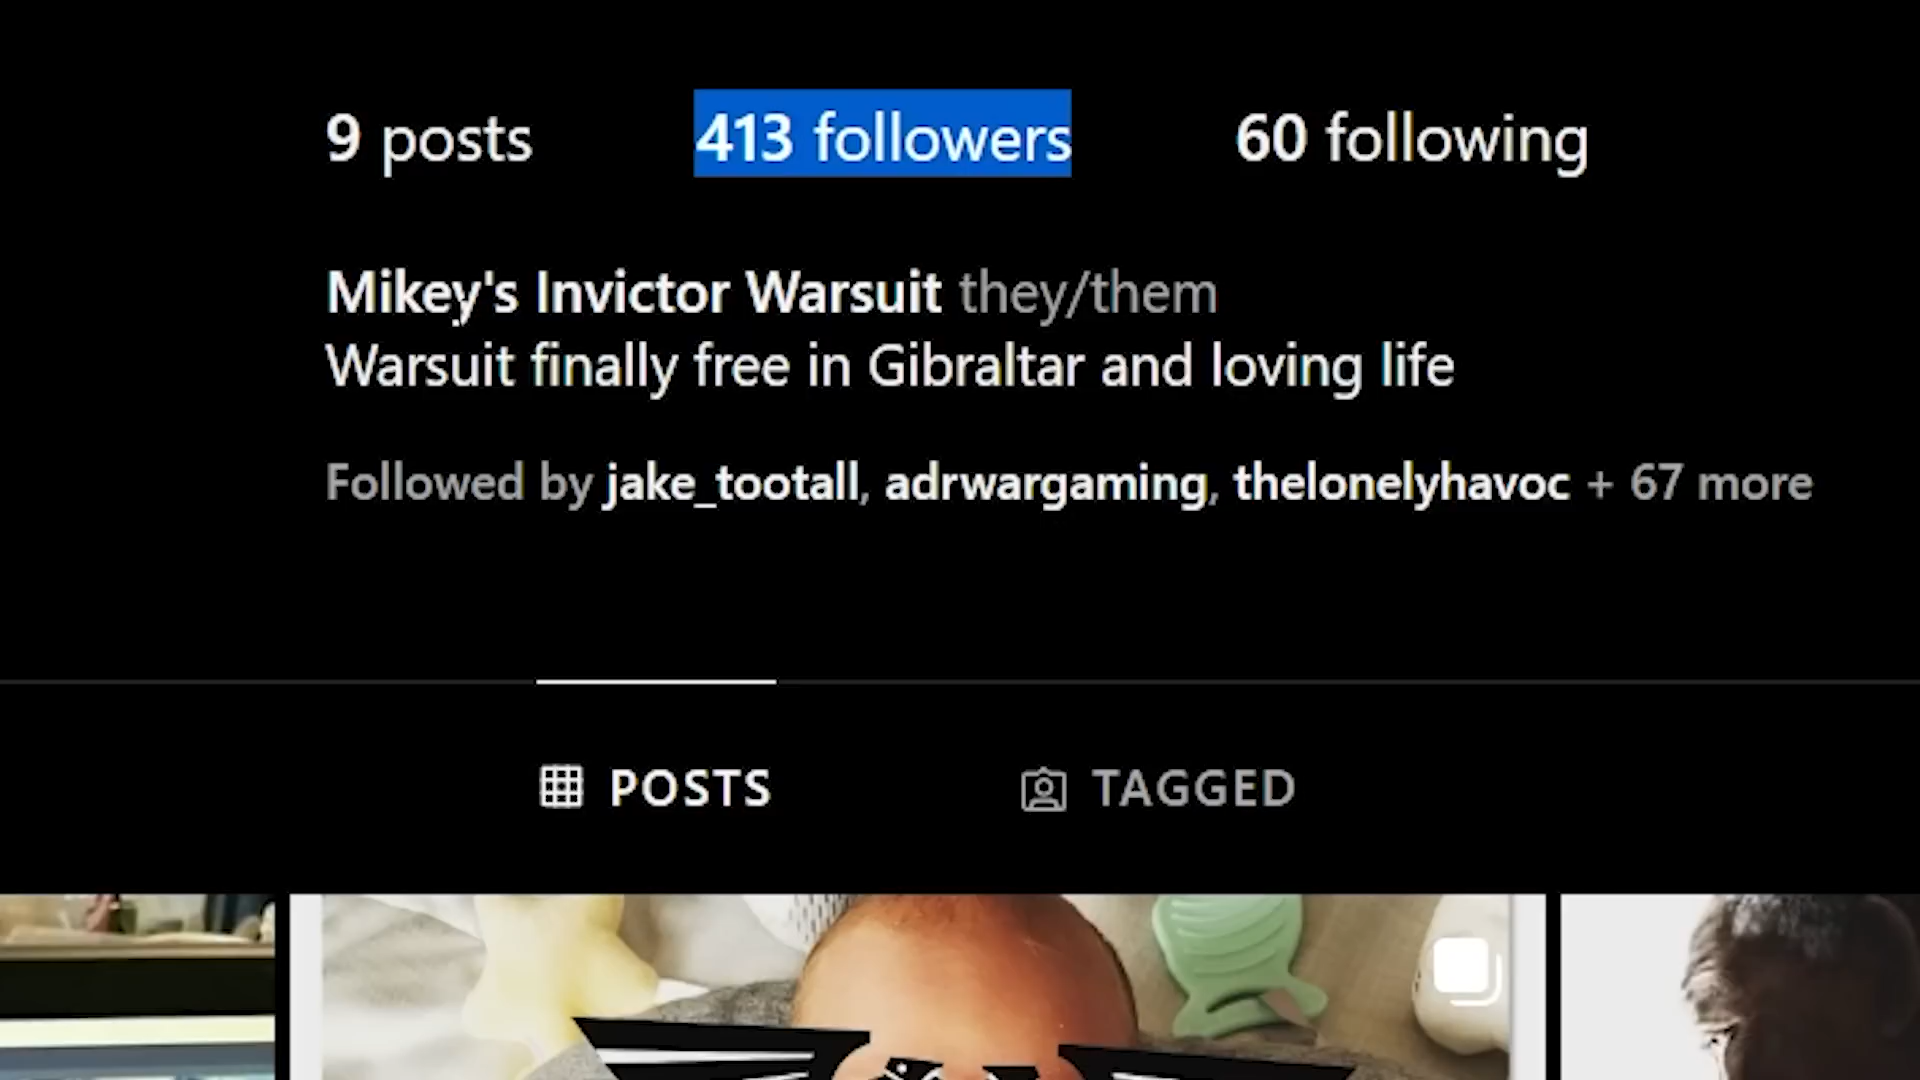 9 posts 413 followers 60 following
Mikey's Invictor Warsuit they/them
Warsuit finally free in Gibraltar and loving life
Followed by jake_tootall, adrwargaming, thelonelyhavoc + 67 more
POSTS TAGGED